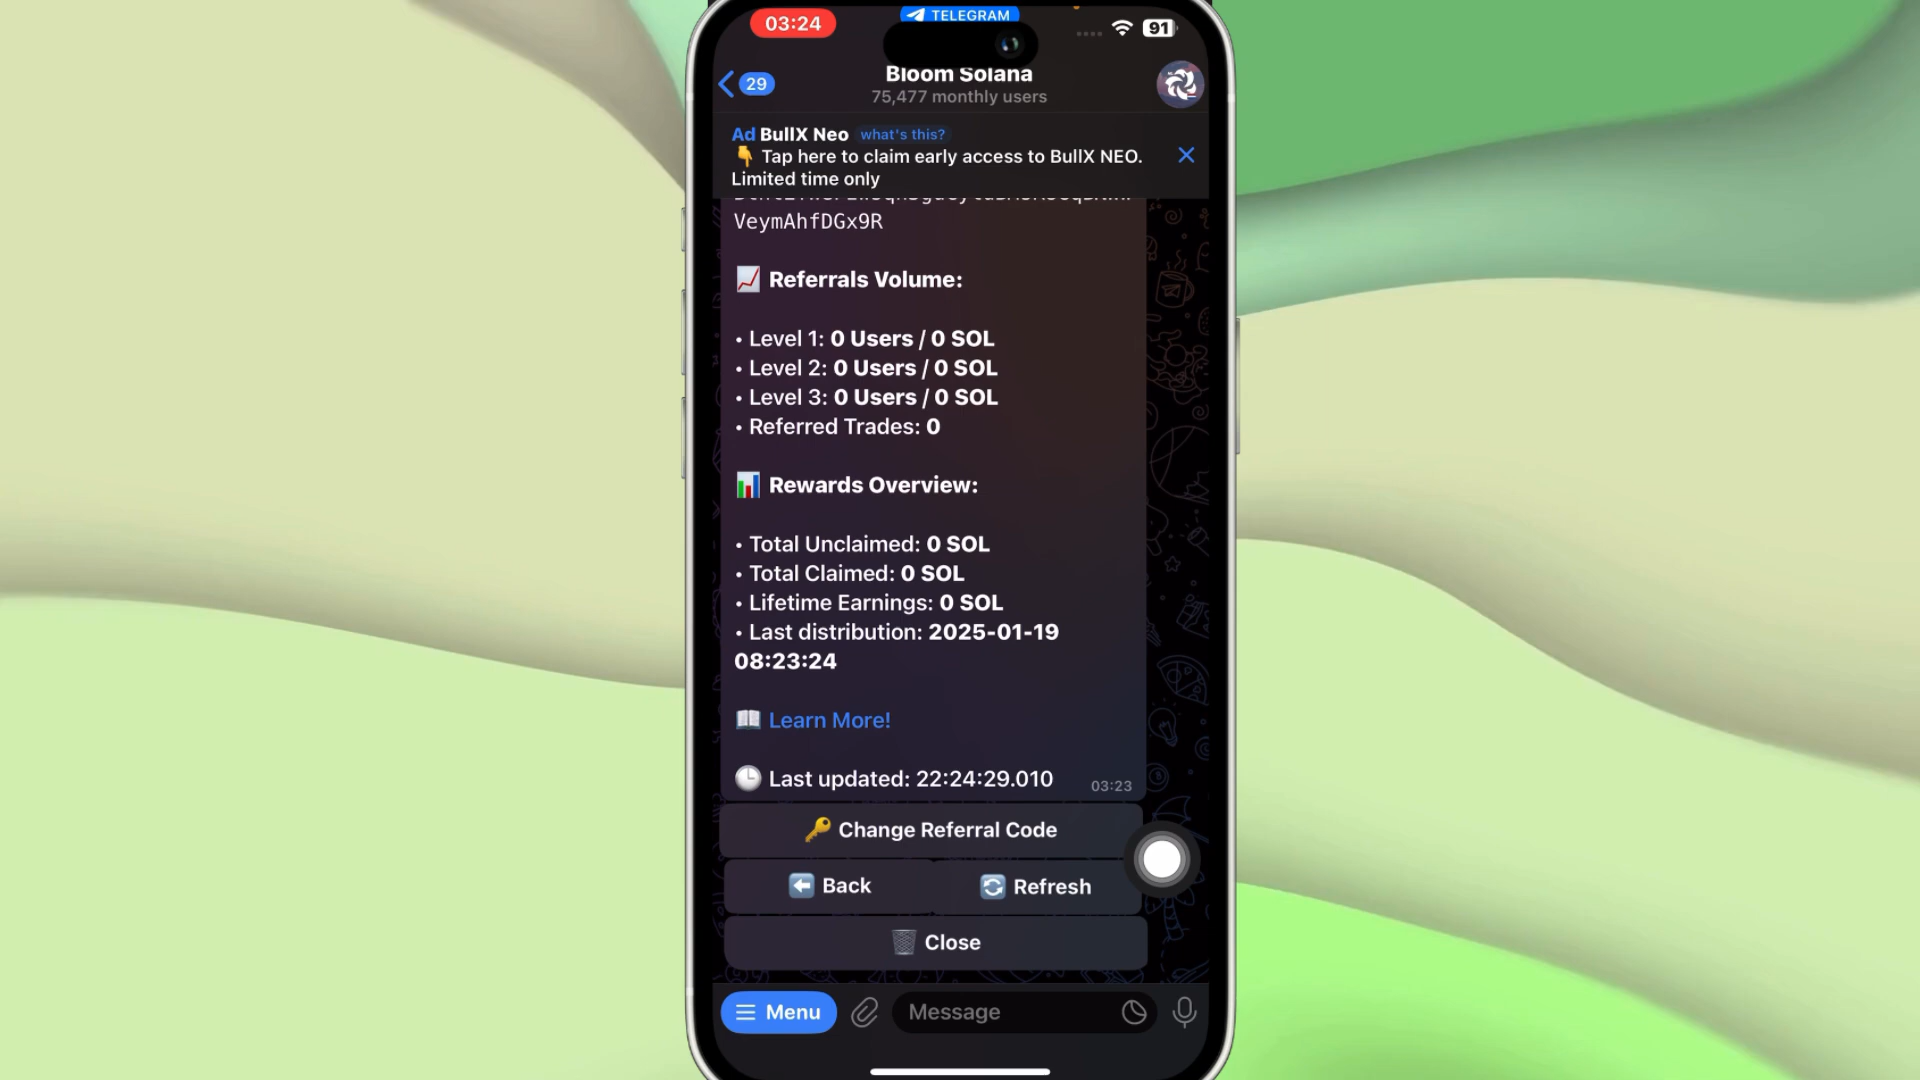 03:24
TELEGRAM
91
29
Bloom Solana
75,477 monthly users
Ad BullX Neo what's this?
👇 Tap here to claim early access to BullX NEO.
Limited time only
VeymAhfDGx9R
📈 Referrals Volume:
• Level 1: 0 Users / 0 SOL
• Level 2: 0 Users / 0 SOL
• Level 3: 0 Users / 0 SOL
• Referred Trades: 0
📊 Rewards Overview:
• Total Unclaimed: 0 SOL
• Total Claimed: 0 SOL
• Lifetime Earnings: 0 SOL
• Last distribution: 2025-01-19
08:23:24
📖 Learn More!
🕒 Last updated: 22:24:29.010
03:23
🔑 Change Referral Code
⬅️ Back
🔄 Refresh
🗑️ Close
Menu
Message